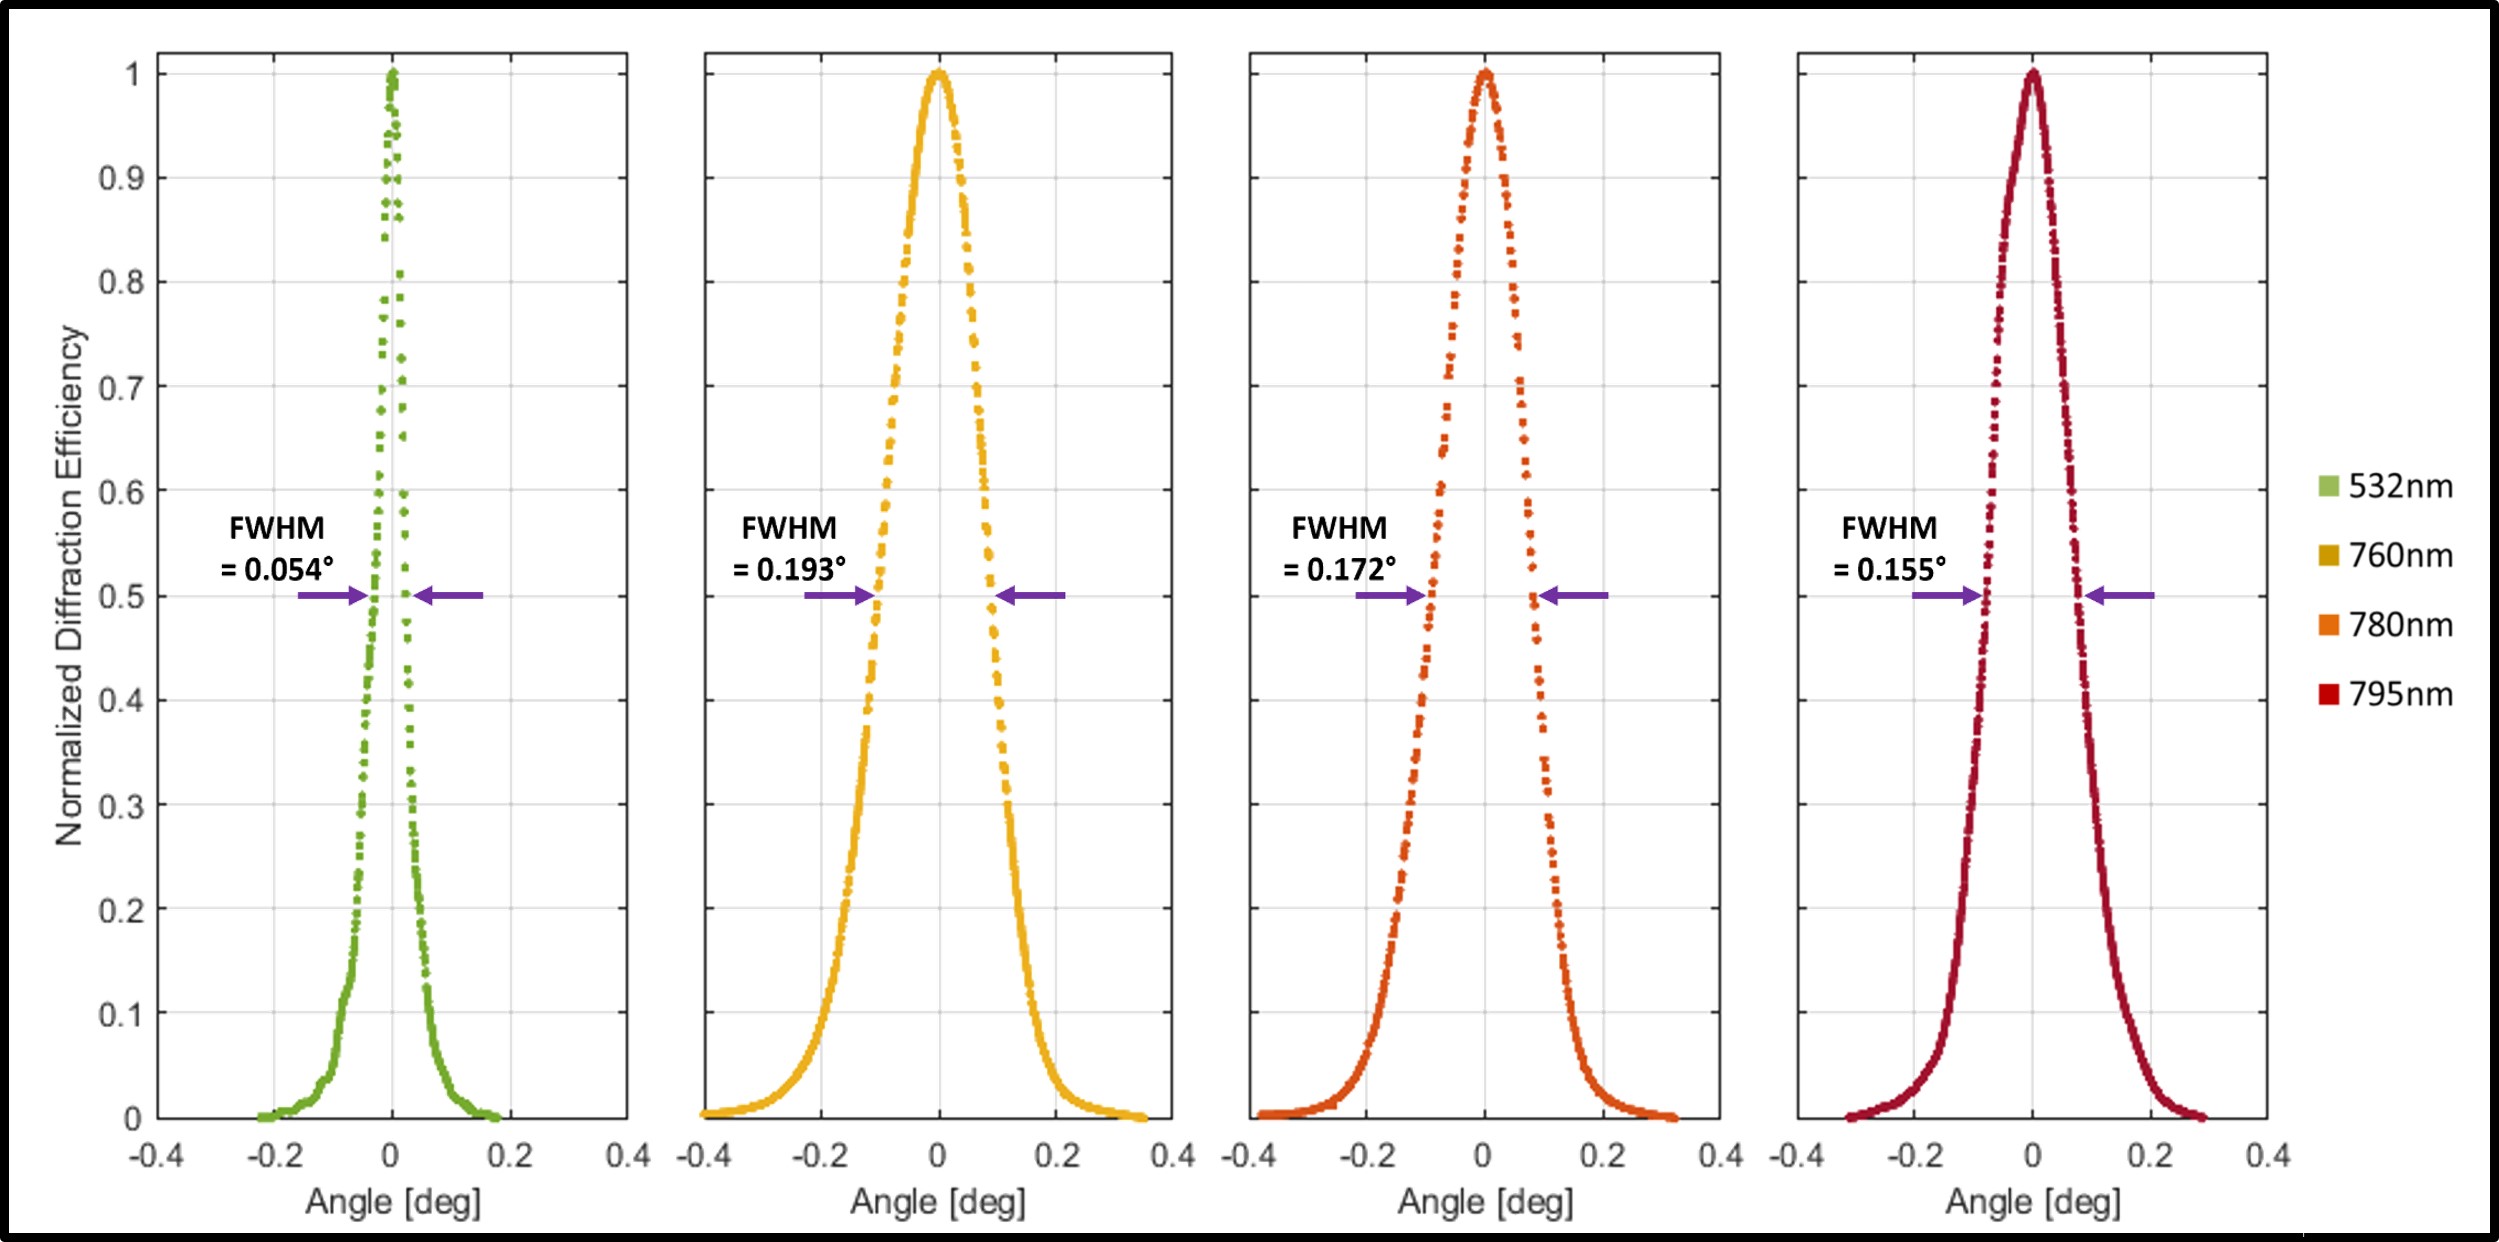 Normalized Diffraction Efficiency
1
0.9
0.8
0.7
0.6
0.5
0.4
0.3
0.2
0.1
0
FWHM
= 0.054°
-0.4 -0.2 0 0.2 0.4
Angle [deg]
FWHM
= 0.193°
-0.4 -0.2 0 0.2 0.4
Angle [deg]
FWHM
= 0.172°
-0.4 -0.2 0 0.2 0.4
Angle [deg]
FWHM
= 0.155°
-0.4 -0.2 0 0.2 0.4
Angle [deg]
532nm
760nm
780nm
795nm